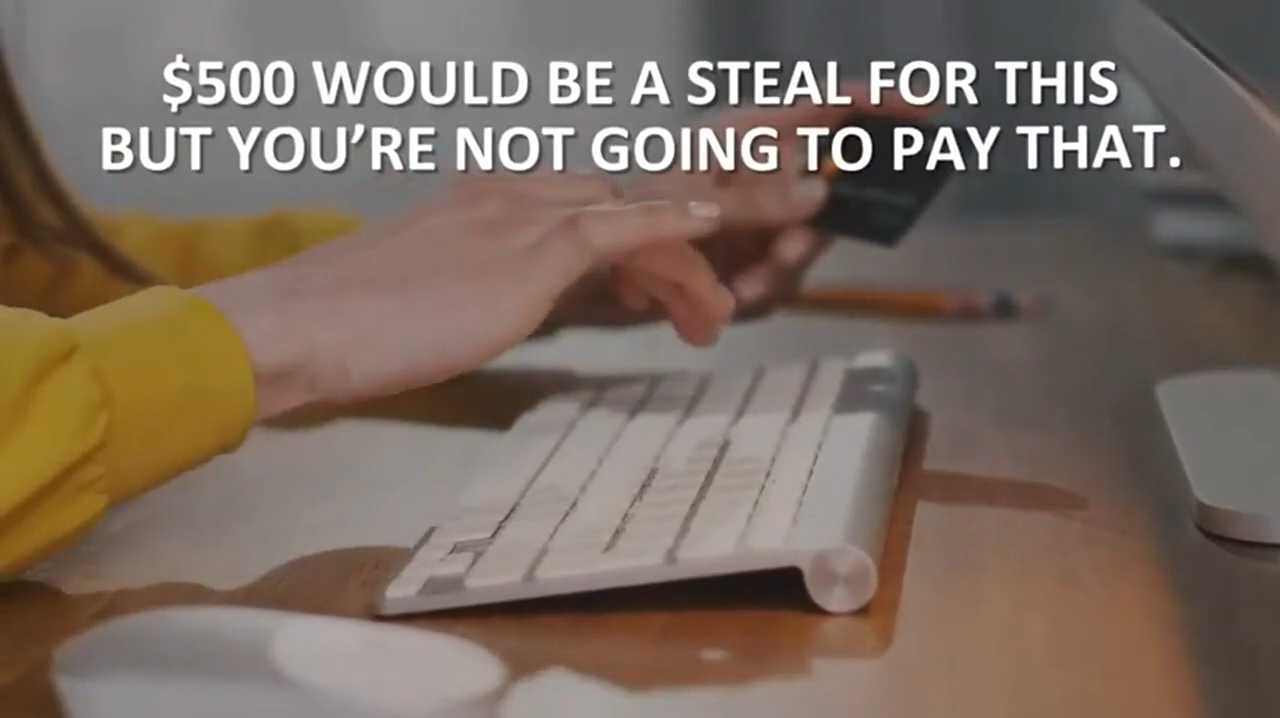 $500 WOULD BE A STEAL FOR THIS
BUT YOU’RE NOT GOING TO PAY THAT.